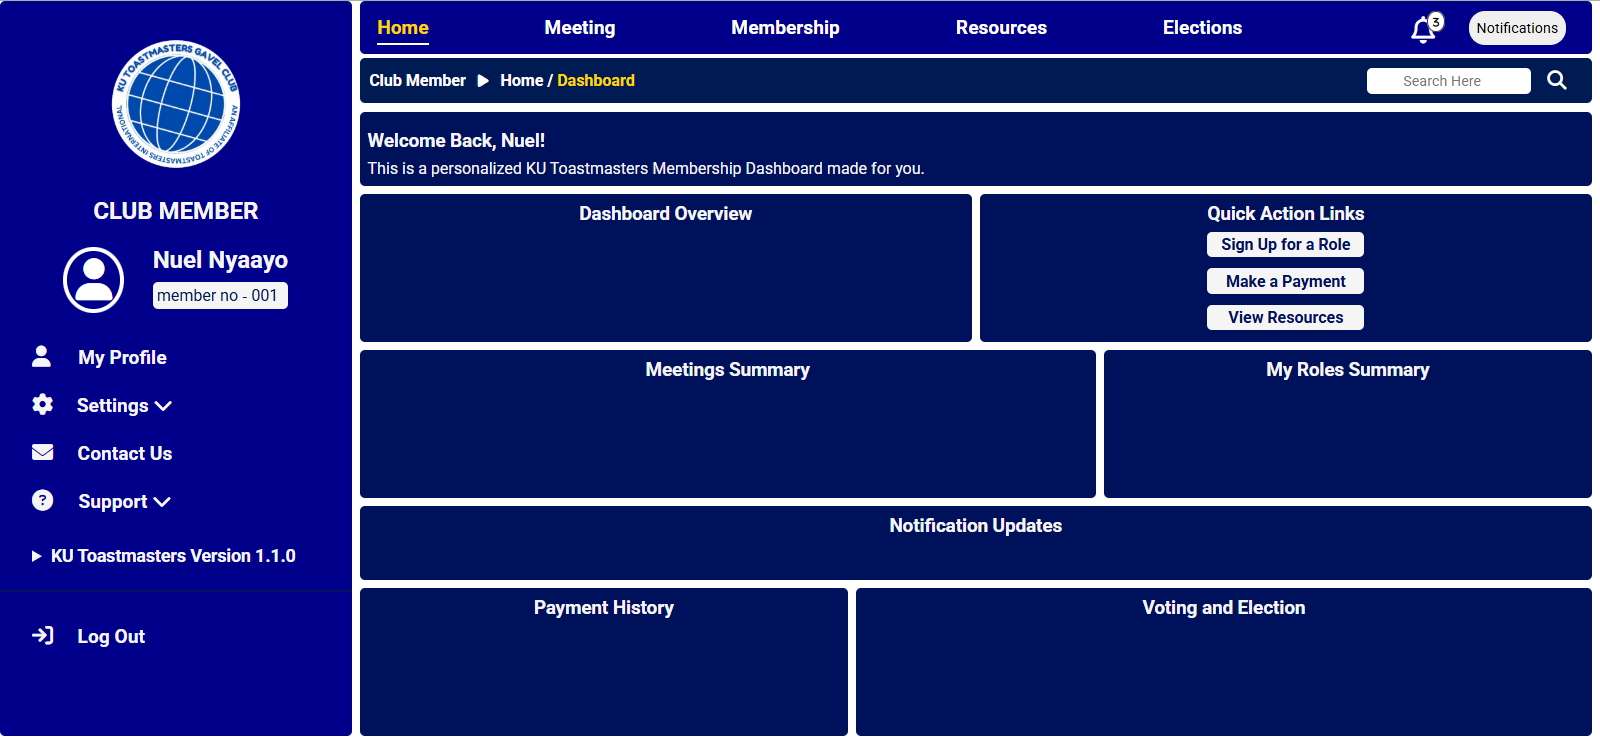 KU TOASTMASTERS GAVEL CLUB
AN AFFILIATE OF TOASTMASTERS INTERNATIONAL
CLUB MEMBER
Nuel Nyaayo
member no - 001
My Profile
Settings
Contact Us
Support
KU Toastmasters Version 1.1.0
Log Out
Home Meeting Membership Resources Elections 3 Notifications
Club Member Home / Dashboard Search Here
Welcome Back, Nuel!
This is a personalized KU Toastmasters Membership Dashboard made for you.
Dashboard Overview
Quick Action Links
Sign Up for a Role
Make a Payment
View Resources
Meetings Summary
My Roles Summary
Notification Updates
Payment History
Voting and Election